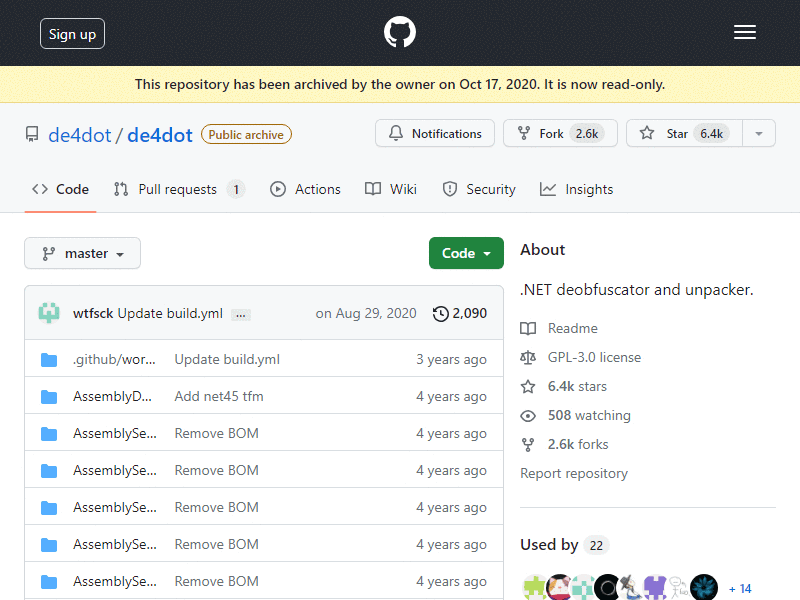 Sign up
This repository has been archived by the owner on Oct 17, 2020. It is now read-only.
de4dot / de4dot Public archive
Notifications Fork 2.6k Star 6.4k
Code Pull requests 1 Actions Wiki Security Insights
master Code
wtfsck Update build.yml ... on Aug 29, 2020 2,090
.github/wor... Update build.yml 3 years ago
AssemblyD... Add net45 tfm 4 years ago
AssemblySe... Remove BOM 4 years ago
AssemblySe... Remove BOM 4 years ago
AssemblySe... Remove BOM 4 years ago
AssemblySe... Remove BOM 4 years ago
AssemblySe... Remove BOM 4 years ago
About
.NET deobfuscator and unpacker.
Readme
GPL-3.0 license
6.4k stars
508 watching
2.6k forks
Report repository
Used by 22
+ 14